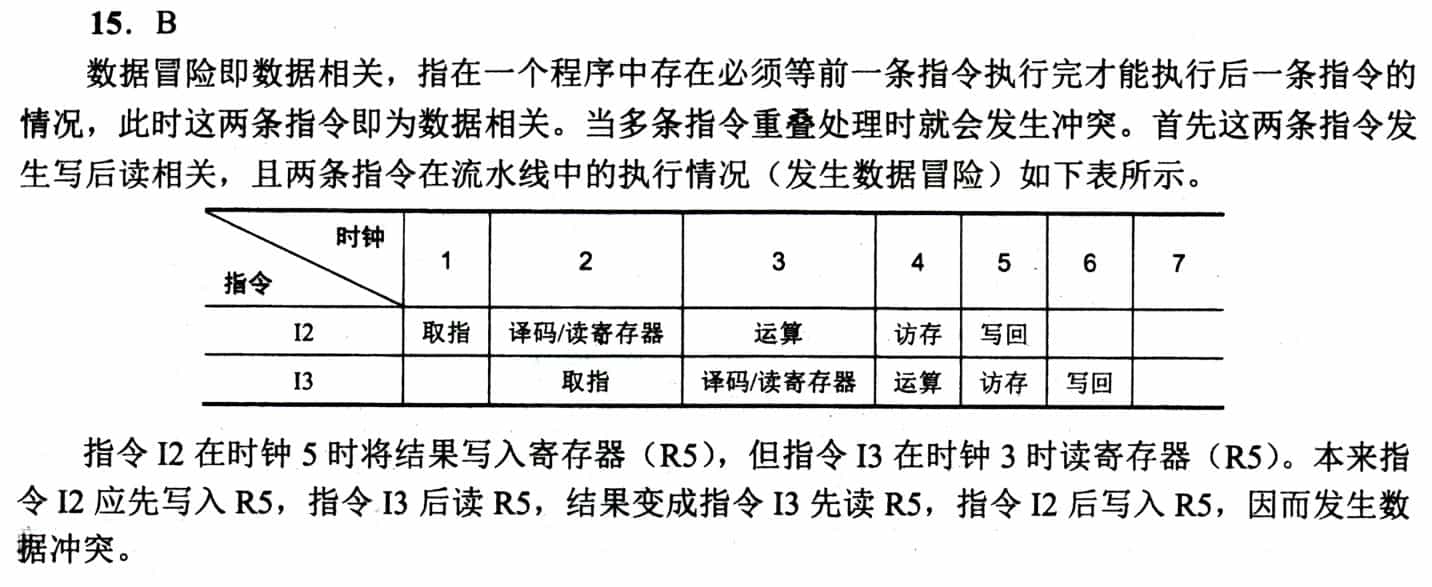 15. B
数据冒险即数据相关，指在一个程序中存在必须等前一条指令执行完才能执行后一条指令的
情况，此时这两条指令即为数据相关。当多条指令重叠处理时就会发生冲突。首先这两条指令发
生写后读相关，且两条指令在流水线中的执行情况（发生数据冒险）如下表所示。
时钟
指令 1 2 3 4 5 6 7
I2 取指 译码/读寄存器 运算 访存 写回
I3 取指 译码/读寄存器 运算 访存 写回
指令 I2 在时钟 5 时将结果写入寄存器（R5），但指令 I3 在时钟 3 时读寄存器（R5）。本来指
令 I2 应先写入 R5，指令 I3 后读 R5，结果变成指令 I3 先读 R5，指令 I2 后写入 R5，因而发生数
据冲突。